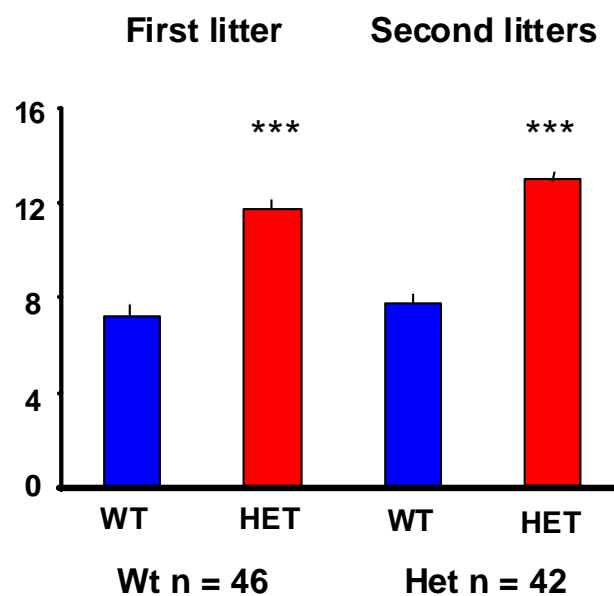 First litter Second litters
16
*** ***
12
8
4
0
WT HET WT HET
Wt n = 46 Het n = 42